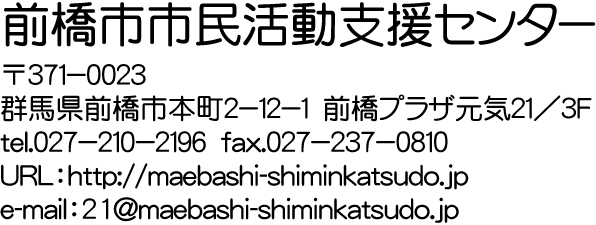 前橋市市民活動支援センター
〒371−0023
群馬県前橋市本町2−12−1 前橋プラザ元気21／3F
tel.027−210−2196 fax.027−237−0810
URL：http://maebashi-shiminkatsudo.jp
e-mail：21@maebashi-shiminkatsudo.jp